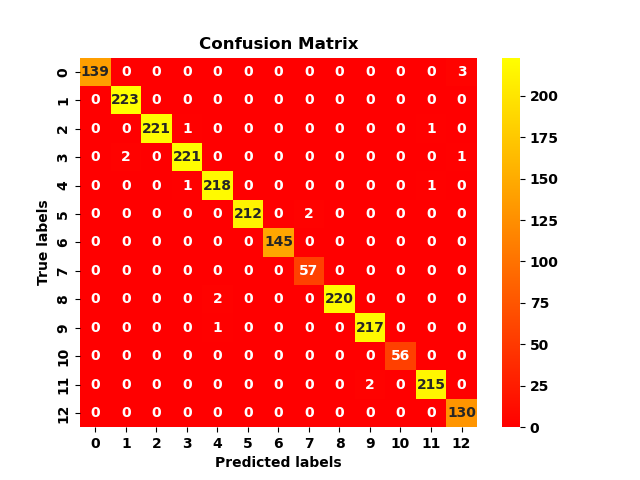 Confusion Matrix
0 139 0 0 0 0 0 0 0 0 0 0 0 3
1 0 223 0 0 0 0 0 0 0 0 0 0 0
2 0 0 221 1 0 0 0 0 0 0 0 1 0
3 0 2 0 221 0 0 0 0 0 0 0 0 1
4 0 0 0 1 218 0 0 0 0 0 0 1 0
5 0 0 0 0 0 212 0 2 0 0 0 0 0
6 0 0 0 0 0 0 145 0 0 0 0 0 0
7 0 0 0 0 0 0 0 57 0 0 0 0 0
8 0 0 0 0 2 0 0 0 220 0 0 0 0
9 0 0 0 0 1 0 0 0 0 217 0 0 0
10 0 0 0 0 0 0 0 0 0 0 56 0 0
11 0 0 0 0 0 0 0 0 0 2 0 215 0
12 0 0 0 0 0 0 0 0 0 0 0 0 130
0 1 2 3 4 5 6 7 8 9 10 11 12
Predicted labels
True labels
200
175
150
125
100
75
50
25
0